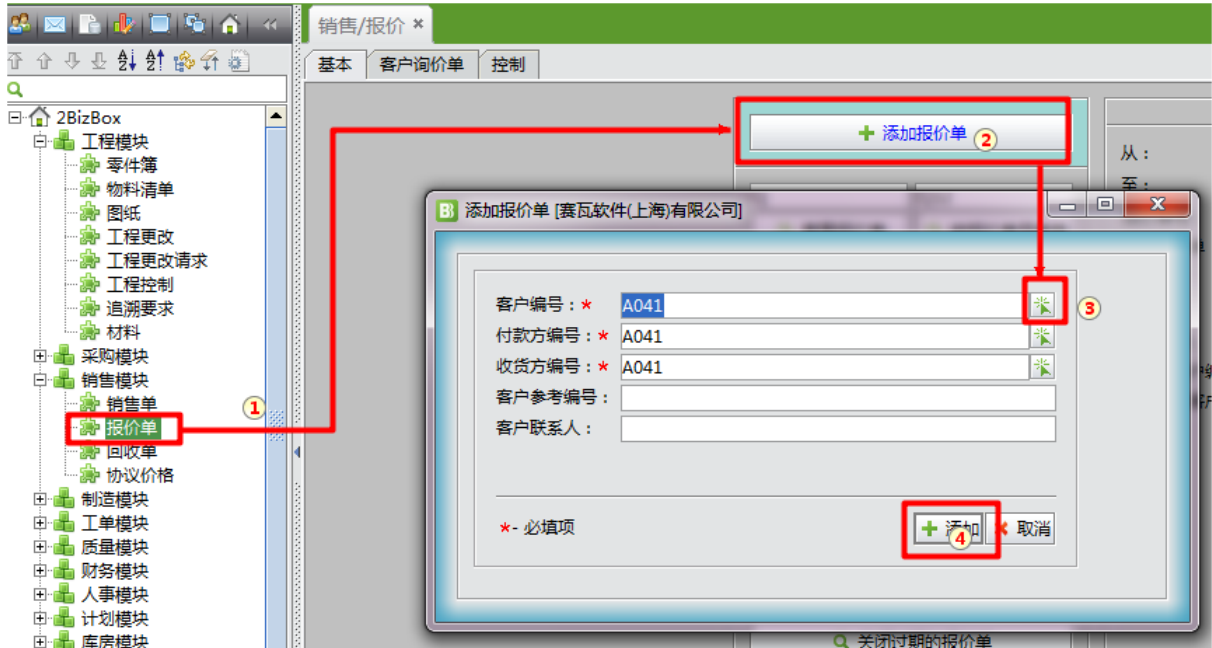 销售/报价
基本 客户询价单 控制
2BizBox
工程模块
零件簿
物料清单
图纸
工程更改
工程更改请求
工程控制
追溯要求
材料
采购模块
销售模块
销售单
报价单
回收单
协议价格
制造模块
工单模块
质量模块
财务模块
人事模块
计划模块
库房模块
1
添加报价单 2
从：
至：
添加报价单 [赛瓦软件(上海)有限公司]
客户编号：* A041
3
付款方编号：* A041
收货方编号：* A041
客户参考编号：
客户联系人：
*- 必填项
添加 4 取消
关闭过期的报价单